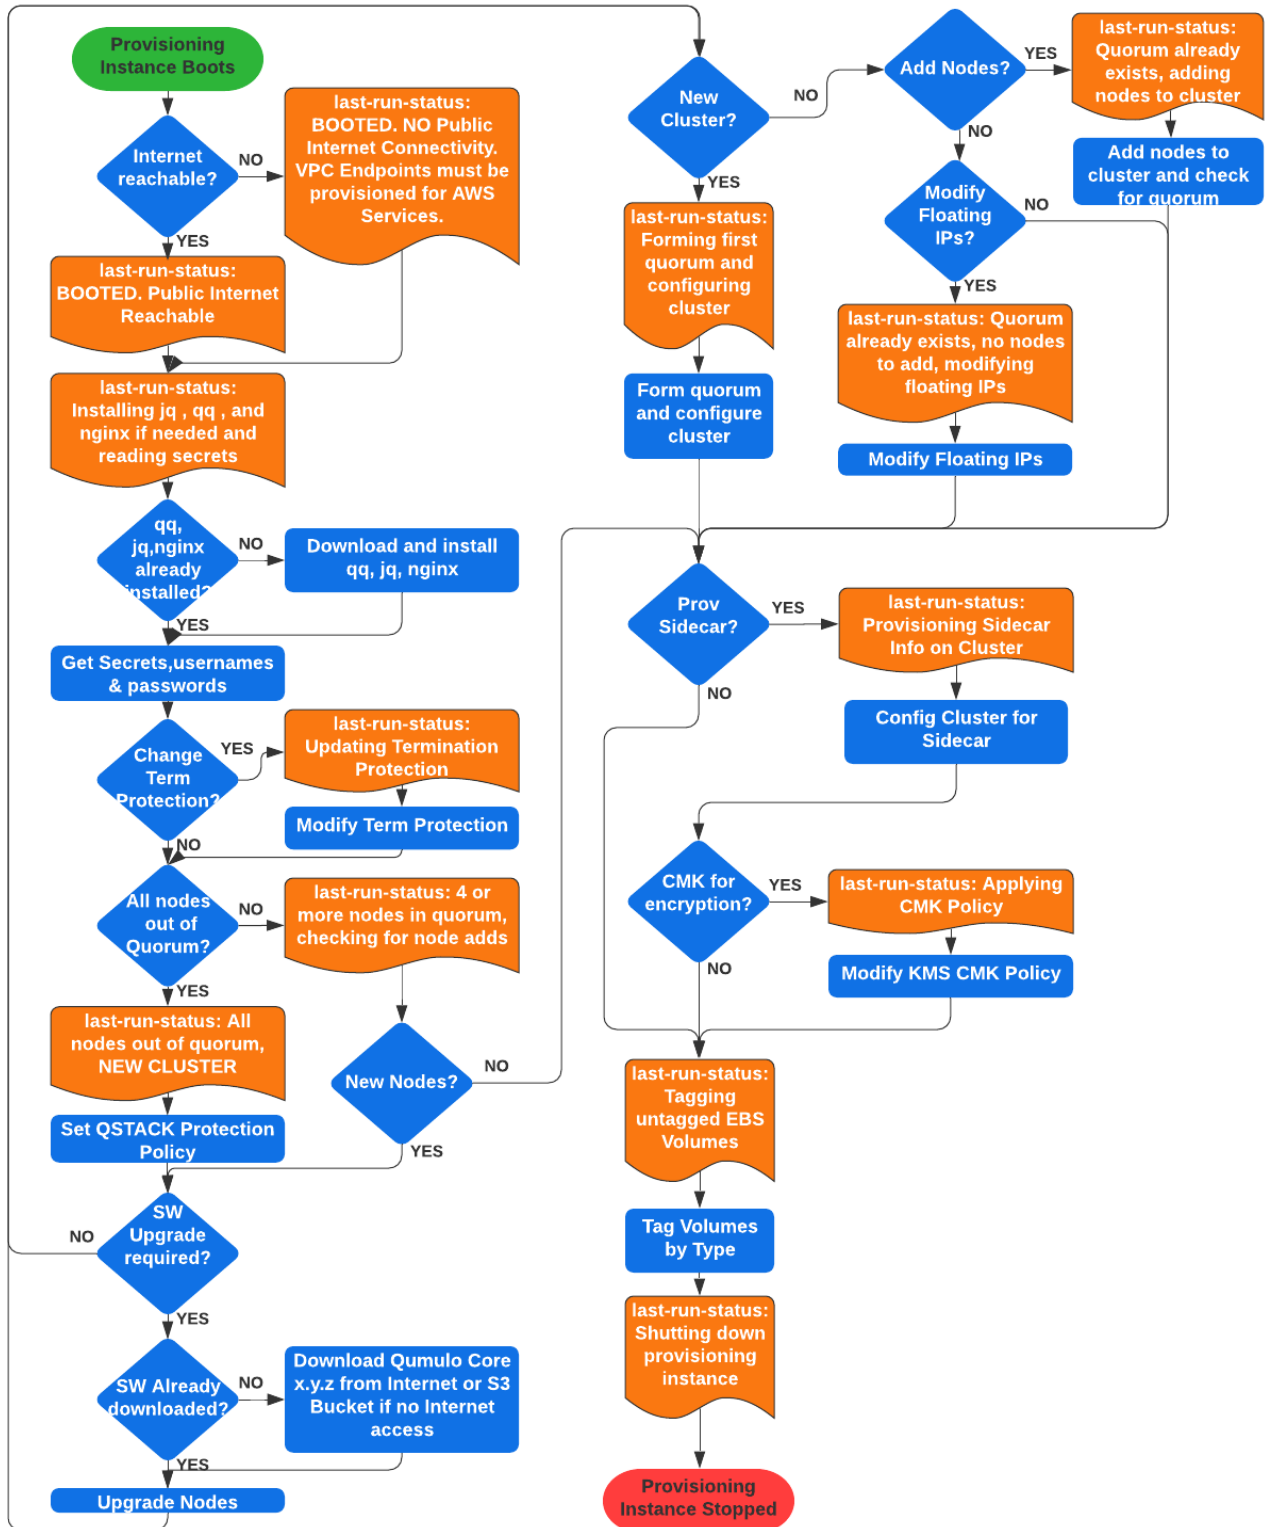 Provisioning
Instance Boots
Internet
reachable?
NO
last-run-status:
BOOTED. NO Public
Internet Connectivity.
VPC Endpoints must be
provisioned for AWS
Services.
YES
last-run-status:
BOOTED. Public Internet
Reachable
last-run-status:
Installing jq , qq , and
nginx if needed and
reading secrets
qq,
jq,nginx
already
installed?
NO
Download and install
qq, jq, nginx
YES
Get Secrets,usernames
& passwords
Change
Term
Protection?
YES
last-run-status:
Updating Termination
Protection
Modify Term Protection
NO
All nodes
out of
Quorum?
NO
last-run-status: 4 or
more nodes in quorum,
checking for node adds
YES
last-run-status: All
nodes out of quorum,
NEW CLUSTER
New Nodes?
NO
YES
Set QSTACK Protection
Policy
SW
Upgrade
required?
NO
YES
SW Already
downloaded?
NO
Download Qumulo Core
x.y.z from Internet or S3
Bucket if no Internet
access
YES
Upgrade Nodes
New
Cluster?
NO
YES
last-run-status:
Forming first
quorum and
configuring
cluster
Form quorum
and configure
cluster
Add Nodes?
YES
last-run-status:
Quorum already
exists, adding
nodes to cluster
Add nodes to
cluster and check
for quorum
NO
Modify
Floating
IPs?
NO
YES
last-run-status: Quorum
already exists, no nodes
to add, modifying
floating IPs
Modify Floating IPs
Prov
Sidecar?
YES
last-run-status:
Provisioning Sidecar
Info on Cluster
Config Cluster for
Sidecar
NO
CMK for
encryption?
YES
last-run-status: Applying
CMK Policy
Modify KMS CMK Policy
NO
last-run-status:
Tagging
untagged EBS
Volumes
Tag Volumes
by Type
last-run-status:
Shutting down
provisioning
instance
Provisioning
Instance Stopped